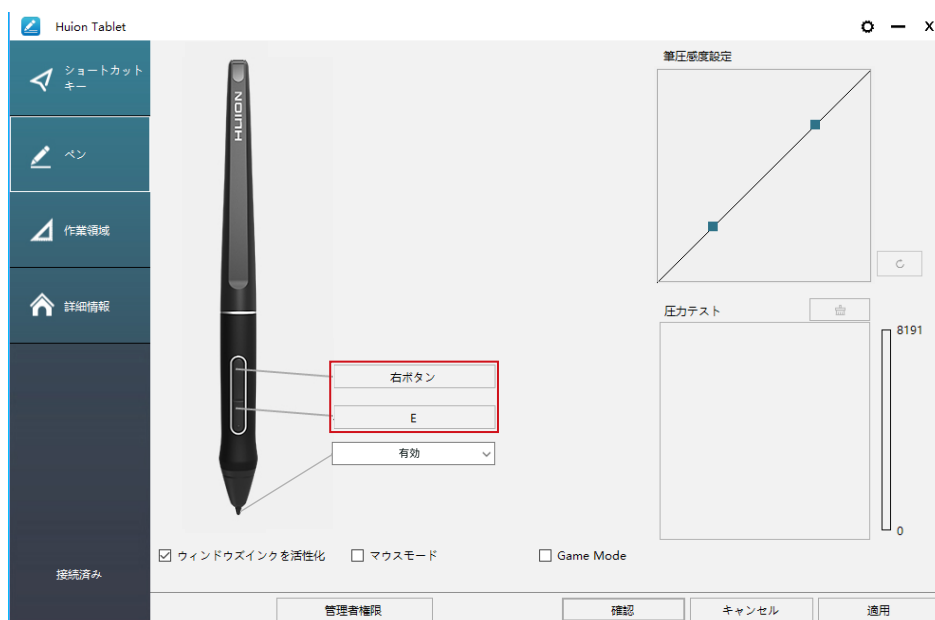 Huion Tablet
X
ショートカット
キー
ペン
作業領域
詳細情報
接続済み
HUION
右ボタン
E
有効
筆圧感度設定
圧力テスト
8191
0
ウィンドウズインクを活性化
マウスモード
Game Mode
管理者権限
確認
キャンセル
適用